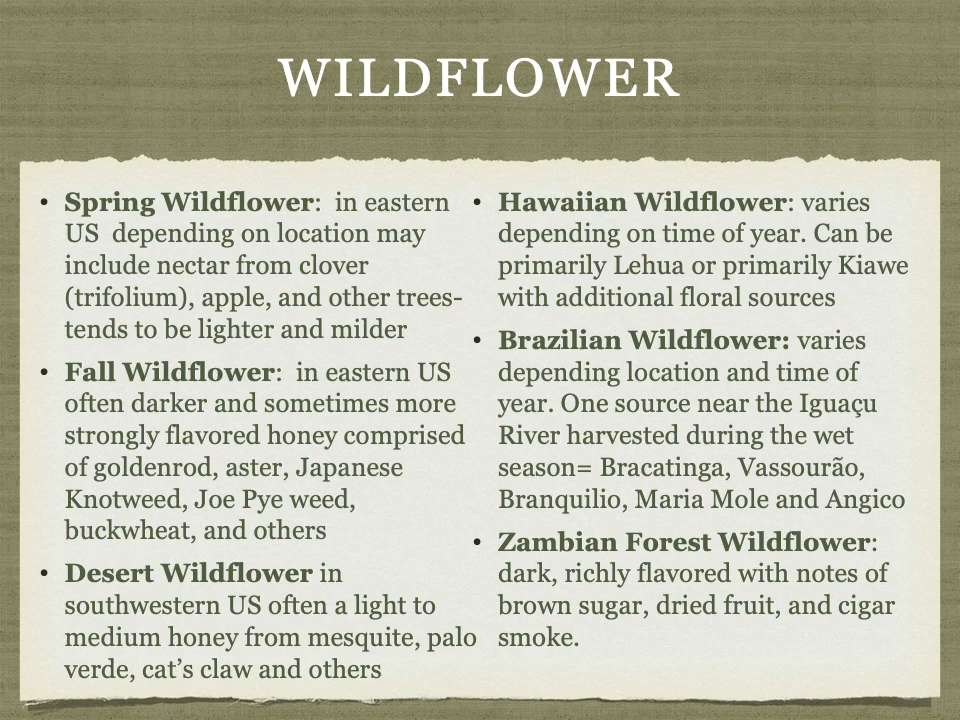 WILDFLOWER
• Spring Wildflower:  in eastern
US  depending on location may
include nectar from clover
(trifolium), apple, and other trees-
tends to be lighter and milder
• Fall Wildflower:  in eastern US
often darker and sometimes more
strongly flavored honey comprised
of goldenrod, aster, Japanese
Knotweed, Joe Pye weed,
buckwheat, and others
• Desert Wildflower in
southwestern US often a light to
medium honey from mesquite, palo
verde, cat’s claw and others
• Hawaiian Wildflower: varies
depending on time of year. Can be
primarily Lehua or primarily Kiawe
with additional floral sources
• Brazilian Wildflower: varies
depending location and time of
year. One source near the Iguaçu
River harvested during the wet
season= Bracatinga, Vassourão,
Branquilio, Maria Mole and Angico
• Zambian Forest Wildflower:
dark, richly flavored with notes of
brown sugar, dried fruit, and cigar
smoke.